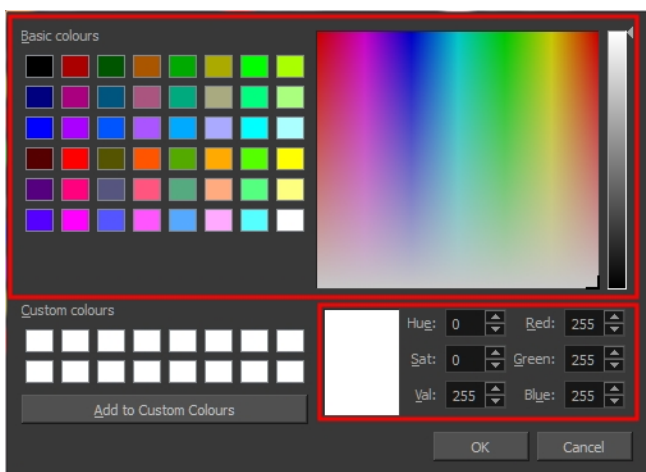 Basic colours
Custom colours
Add to Custom Colours
Hue: 0 Red: 255
Sat: 0 Green: 255
Val: 255 Blue: 255
OK Cancel